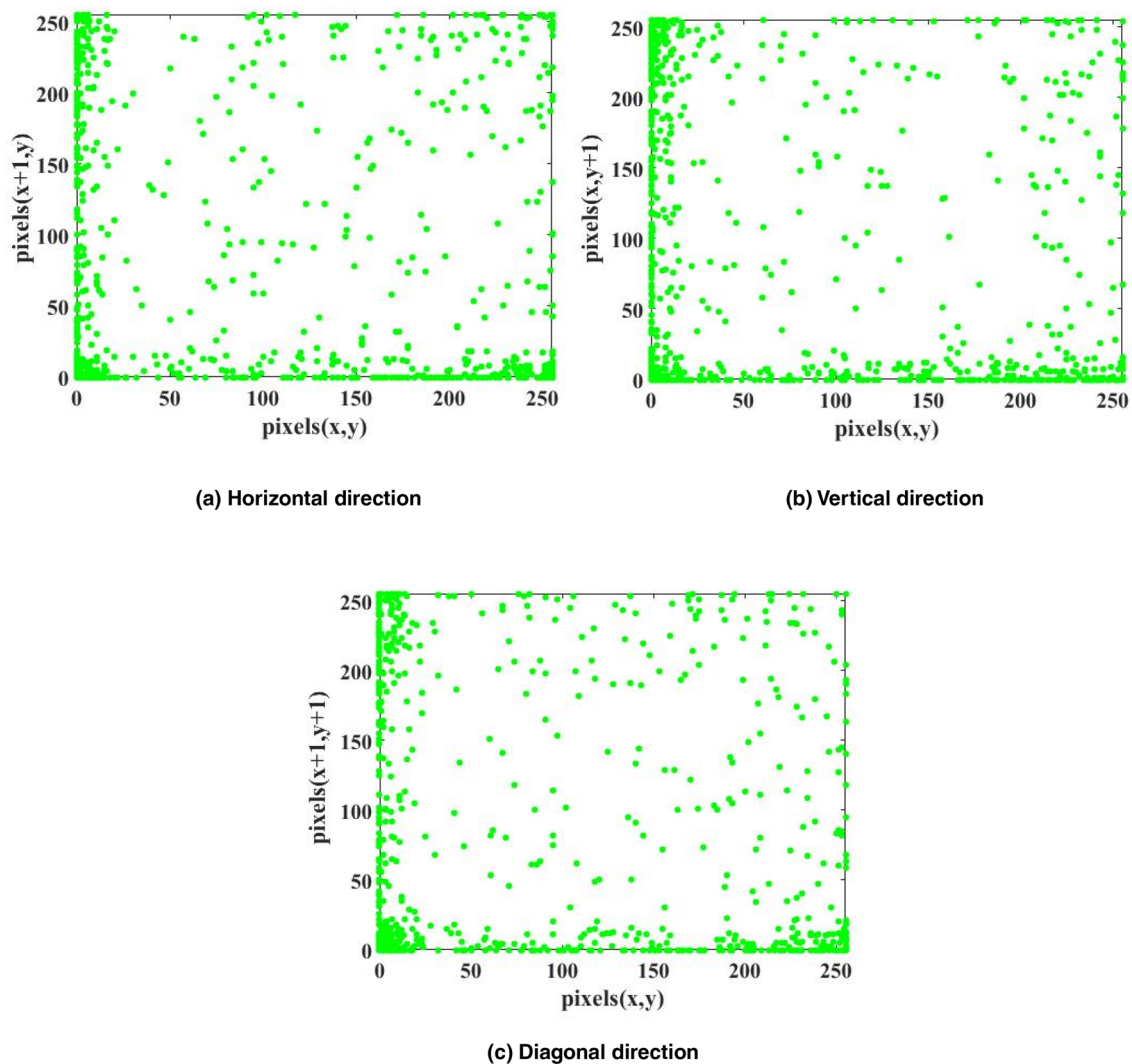 250
200
150
100
50
0
pixels(x+1,y)
0 50 100 150 200 250
pixels(x,y)
(a) Horizontal direction
250
200
150
100
50
0
pixels(x,y+1)
0 50 100 150 200 250
pixels(x,y)
(b) Vertical direction
250
200
150
100
50
0
pixels(x+1,y+1)
0 50 100 150 200 250
pixels(x,y)
(c) Diagonal direction